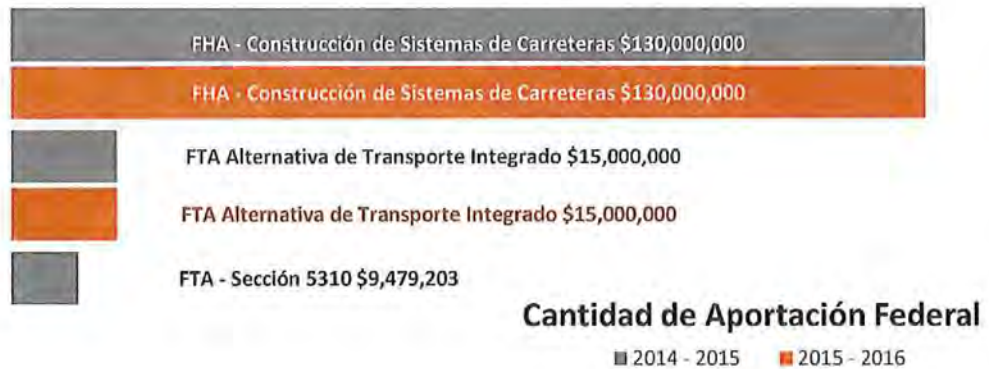 FHA - Construcción de Sistemas de Carreteras $130,000,000
FHA - Construcción de Sistemas de Carreteras $130,000,000
FTA Alternativa de Transporte Integrado $15,000,000
FTA Alternativa de Transporte Integrado $15,000,000
FTA - Sección 5310 $9,479,203
Cantidad de Aportación Federal
2014 - 2015 2015 - 2016